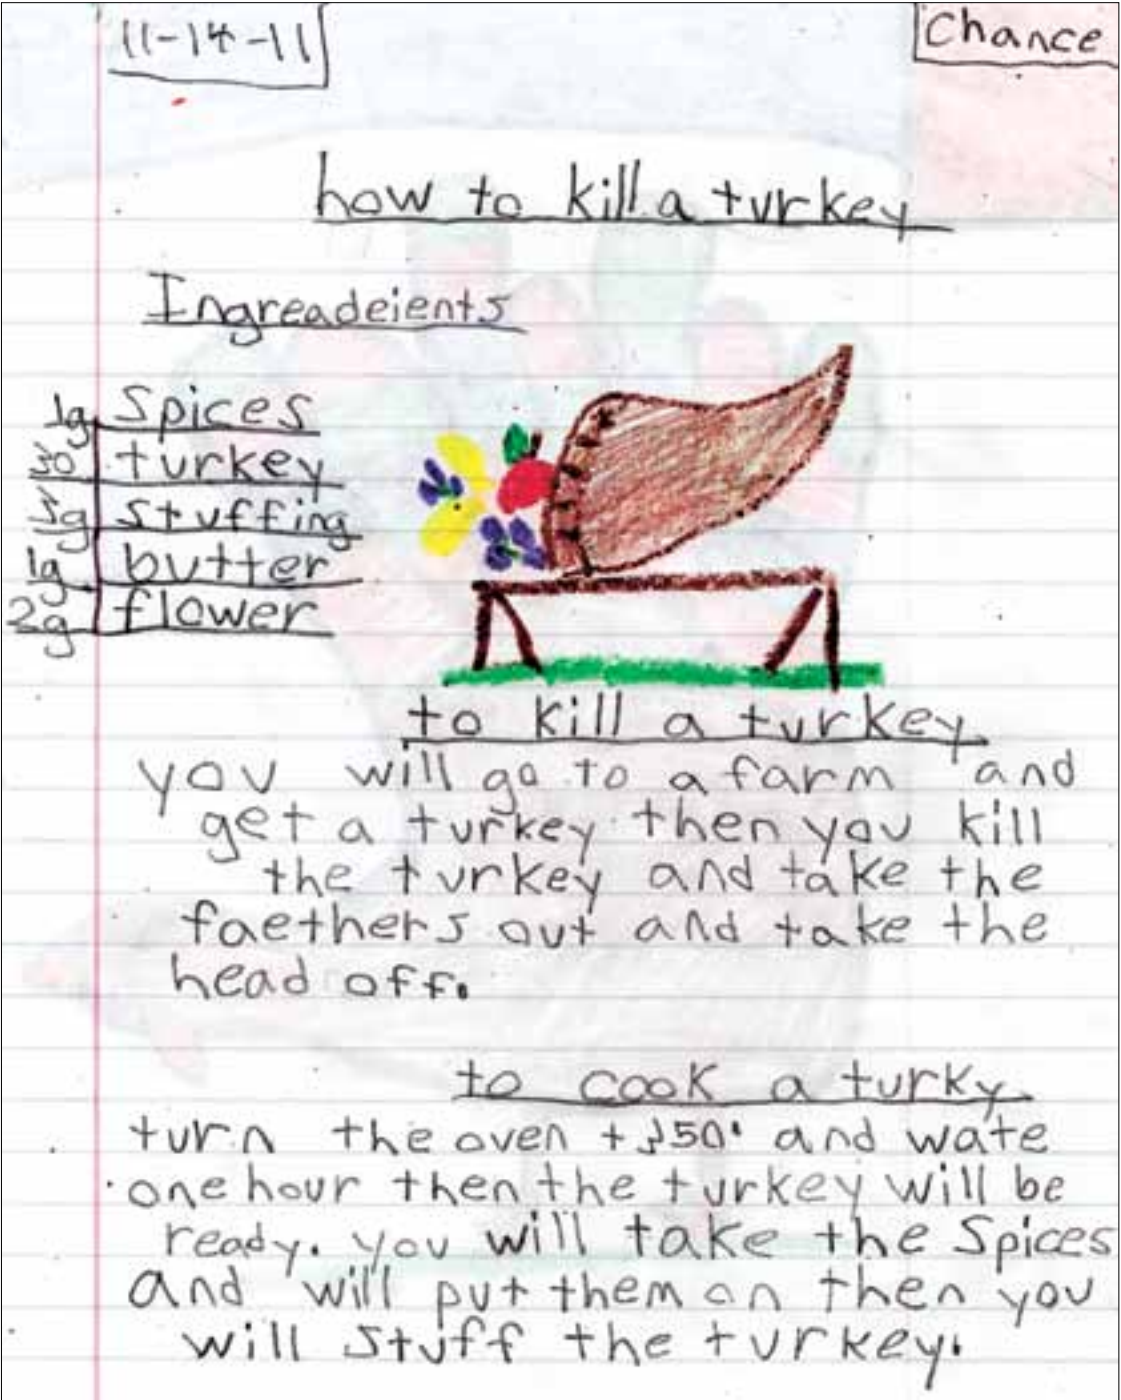 11-14-11
Chance
how to kill a turkey
Ingreadeients
1g spices
turkey
5g stuffing
1g butter
2g flower
to kill a turkey
you will go to a farm and
get a turkey then you kill
the turkey and take the
faethers out and take the
head off.
to cook a turky
turn the oven and wate
one hour then the turkey will be
ready. you will take the spices
and will put them on then you
will stuff the turkey.